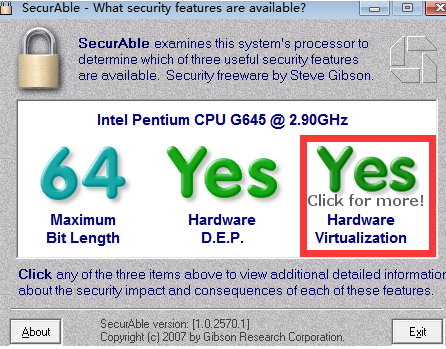 SecurAble - What security features are available?
SecurAble examines this system's processor to
determine which of three useful security features
are available. Security freeware by Steve Gibson.
Intel Pentium CPU G645 @ 2.90GHz
64 Yes Yes
Click for more!
Maximum Hardware Hardware
Bit Length D.E.P. Virtualization
Click any of the three items above to view additional detailed information
about the security impact and consequences of each of these features.
About
SecurAble version: [1.0.2570.1]
Copyright (c) 2007 by Gibson Research Corporation.
Exit